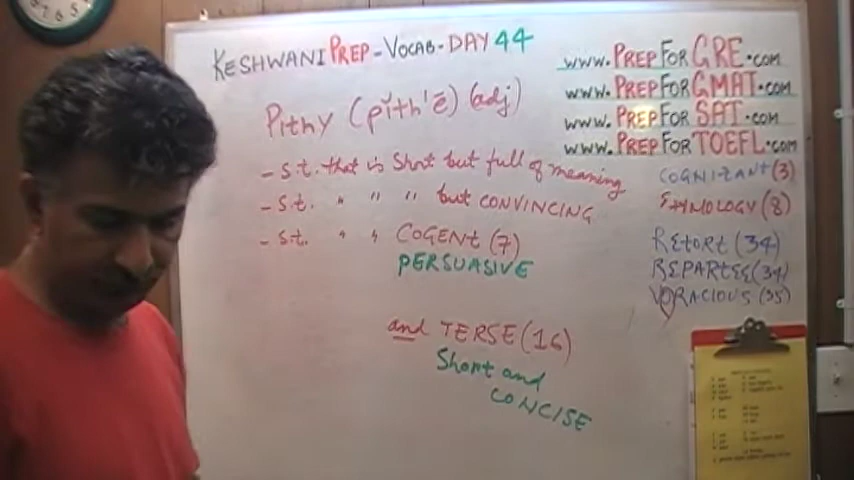 KESHWANI PREP - VOCAB - DAY 44
Pithy (pĭth'ē) (adj)
- s.t. that is short but full of meaning
- s.t. " " " but CONVINCING
- s.t. " " COGENT (7)
PERSUASIVE
and TERSE (16)
Short and
CONCISE
www.PREPFORGRE.com
www.PREPFORGMAT.com
www.PREPFORSAT.com
www.PREPFORTOEFL.com
COGNIZANT (3)
ETYMOLOGY (8)
RETORT (34)
REPARTEE (34)
VORACIOUS (35)